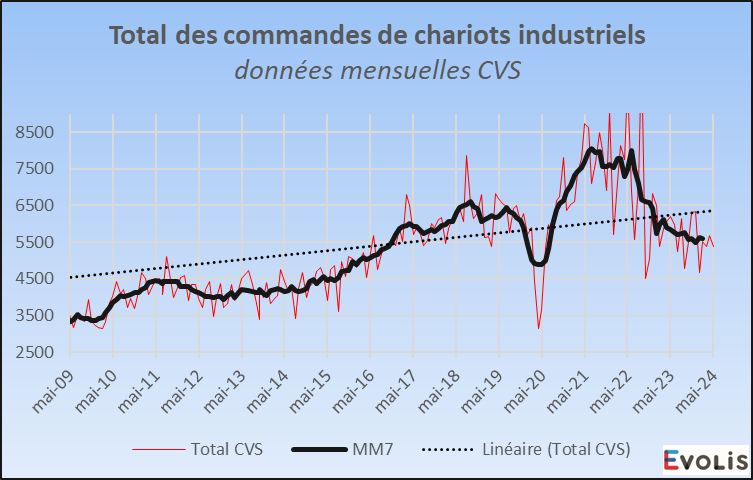 Total des commandes de chariots industriels
données mensuelles CVS
8500
7500
6500
5500
4500
3500
2500
mai-09
mai-10
mai-11
mai-12
mai-13
mai-14
mai-15
mai-16
mai-17
mai-18
mai-19
mai-20
mai-21
mai-22
mai-23
mai-24
Total CVS
MM7
Linéaire (Total CVS)
EVOLIS